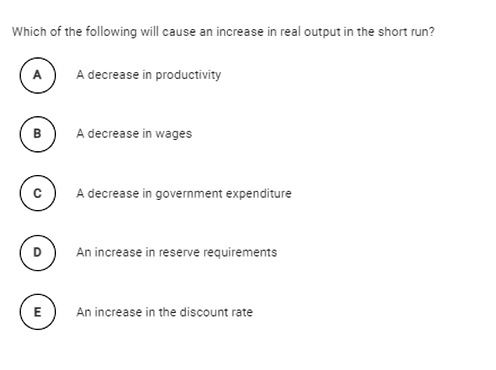 Which of the following will cause an increase in real output in the short run?
A A decrease in productivity
B A decrease in wages
C A decrease in government expenditure
D An increase in reserve requirements
E An increase in the discount rate